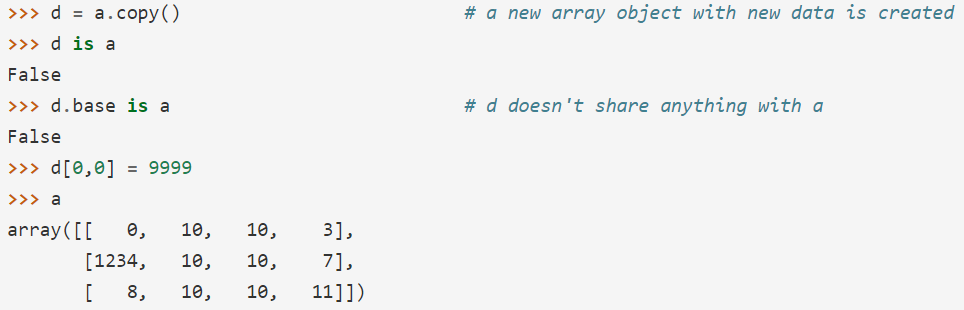 >>> d = a.copy()                          # a new array object with new data is created
>>> d is a
False
>>> d.base is a                           # d doesn't share anything with a
False
>>> d[0,0] = 9999
>>> a
array([[   0,   10,   10,    3],
       [1234,   10,   10,    7],
       [   8,   10,   10,   11]])